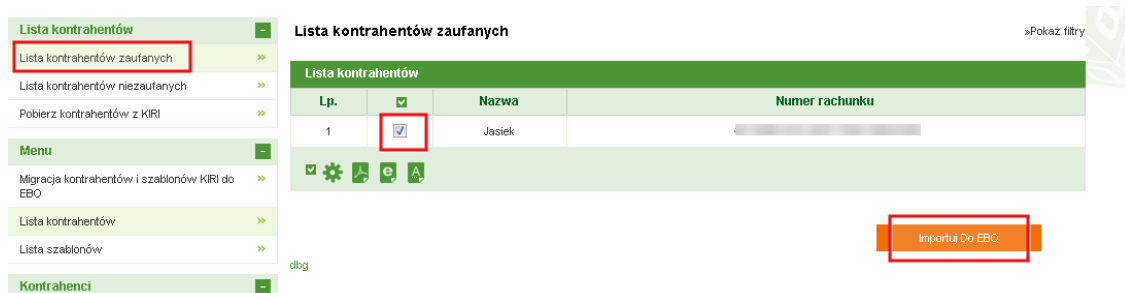 Lista kontrahentów
Lista kontrahentów zaufanych
Lista kontrahentów niezaufanych
Pobierz kontrahentów z KIRI
Menu
Migracja kontrahentów i szablonów KIRI do
EBO
Lista kontrahentów
Lista szablonów
Kontrahenci
Lista kontrahentów zaufanych
»Pokaż filtry
Lista kontrahentów
Lp. Nazwa Numer rachunku
1 Jasiek
Importuj Do EBO
dbg